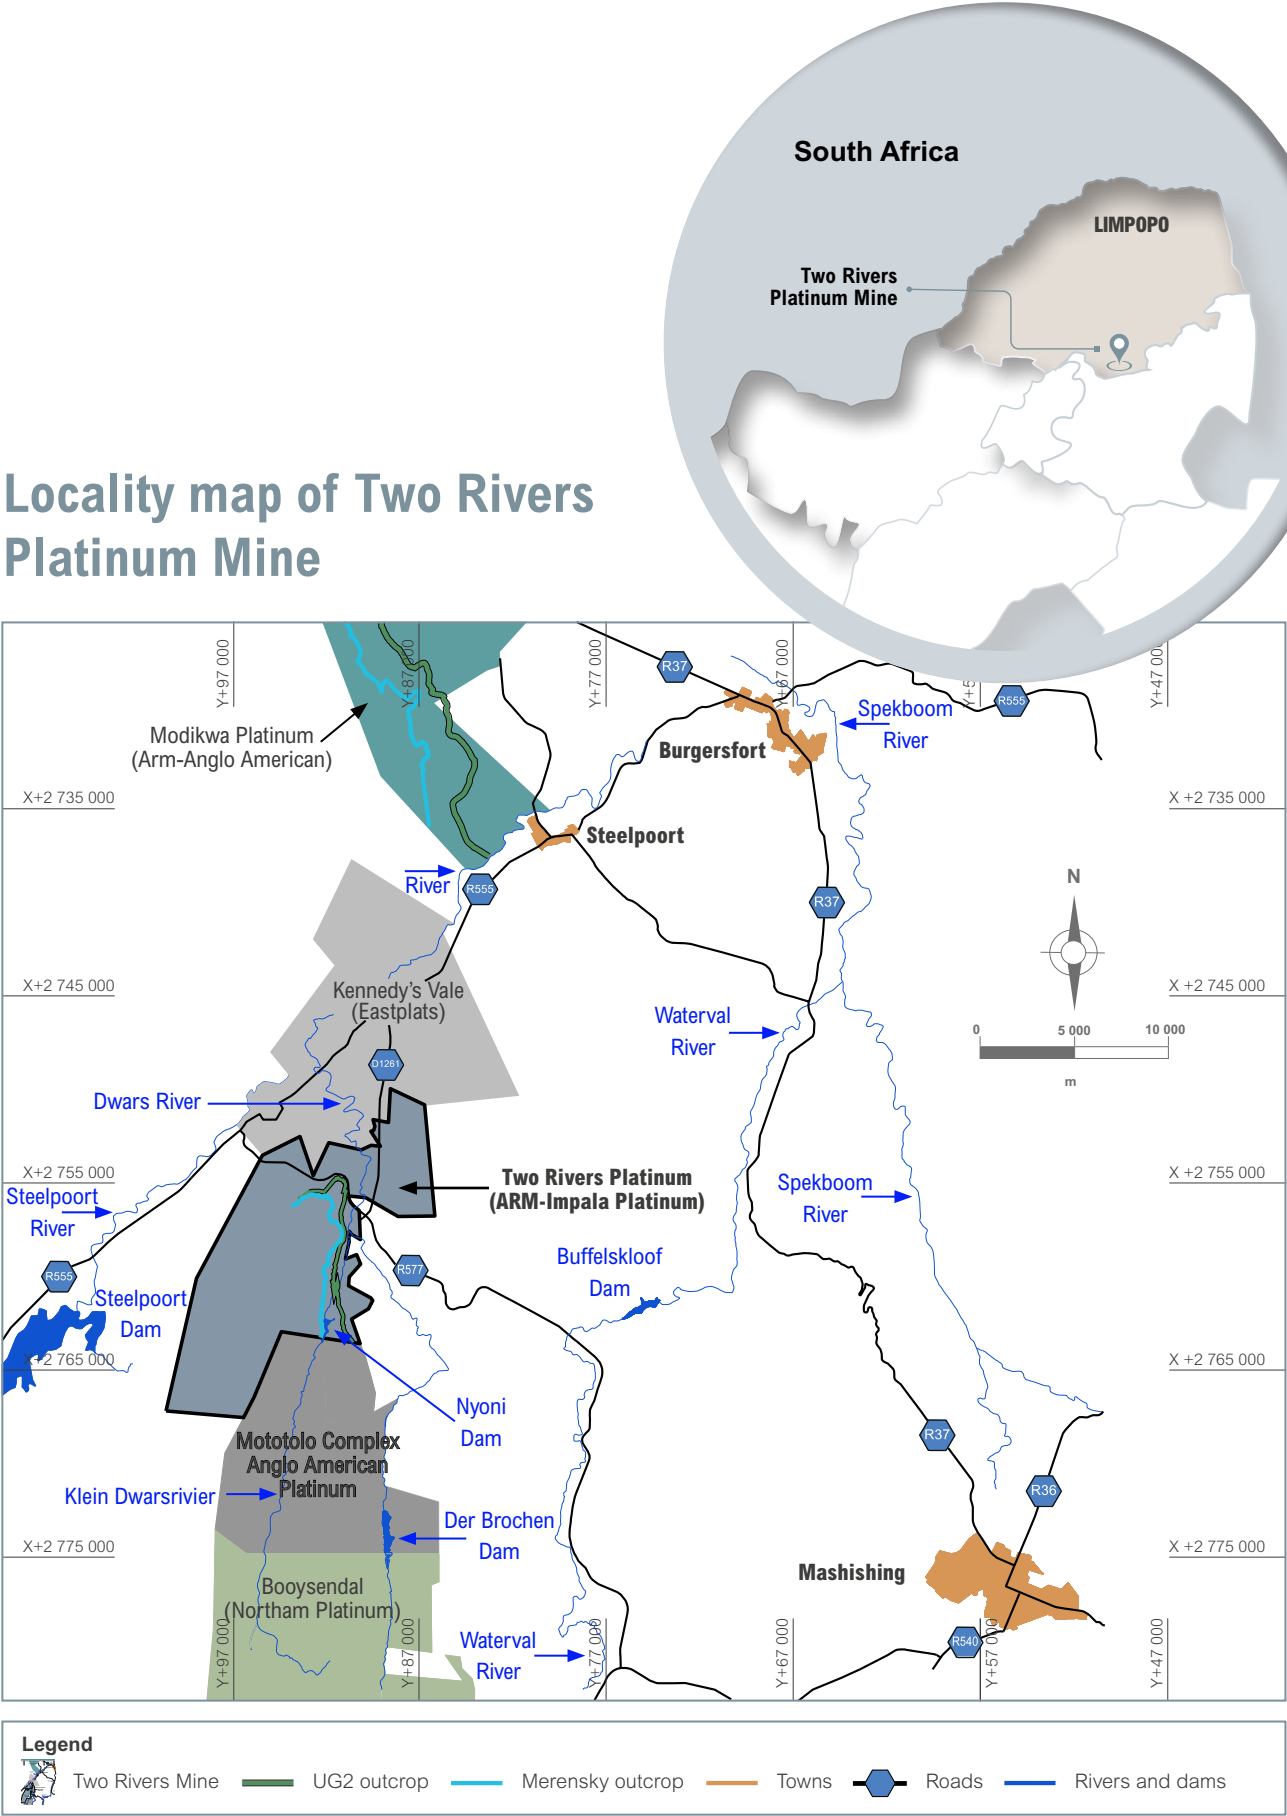 South Africa
LIMPOPO
Two Rivers
Platinum Mine
Locality map of Two Rivers
Platinum Mine
Y+97 000
Y+87 000
Y+77 000
Y+67 000
Y+5
Y+47 000
R37
R555
Spekboom
River
Modikwa Platinum
(Arm-Anglo American)
Burgersfort
X+2 735 000
X +2 735 000
Steelpoort
River
R555
R37
N
Kennedy's Vale
(Eastplats)
X+2 745 000
X +2 745 000
Waterval
River
0
5 000
10 000
m
D1261
Dwars River
X+2 755 000
X +2 755 000
Two Rivers Platinum
(ARM-Impala Platinum)
Spekboom
River
Steelpoort
River
R555
R577
Buffelskloof
Dam
Steelpoort
Dam
X+2 765 000
X +2 765 000
Nyoni
Dam
R37
Mototolo Complex
Anglo American
Platinum
Klein Dwarsrivier
R36
Der Brochen
Dam
X+2 775 000
X +2 775 000
Mashishing
Booysendal
(Northam Platinum)
Waterval
River
R540
Y+97 000
Y+87 000
Y+77 000
Y+67 000
Y+57 000
Y+47 000
Legend
Two Rivers Mine
UG2 outcrop
Merensky outcrop
Towns
Roads
Rivers and dams